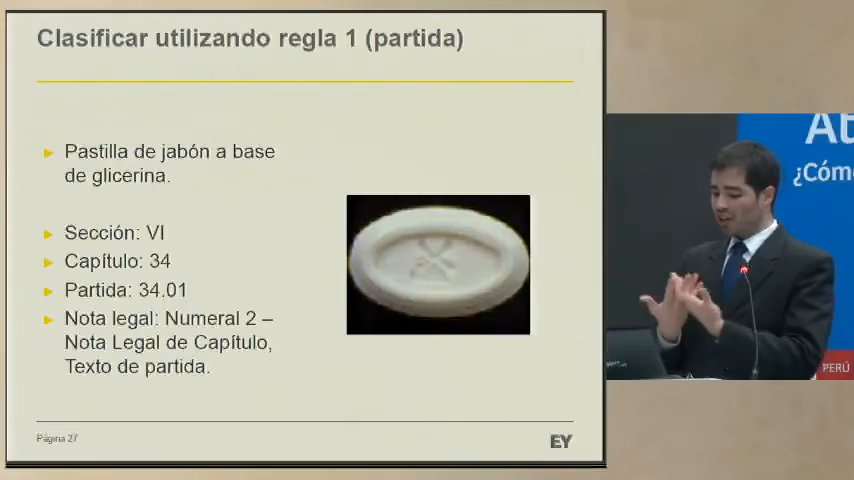 Clasificar utilizando regla 1 (partida)
Pastilla de jabón a base
de glicerina.
Sección: VI
Capítulo: 34
Partida: 34.01
Nota legal: Numeral 2 –
Nota Legal de Capítulo,
Texto de partida.
Página 27
EY
¿Cóm
PERÚ